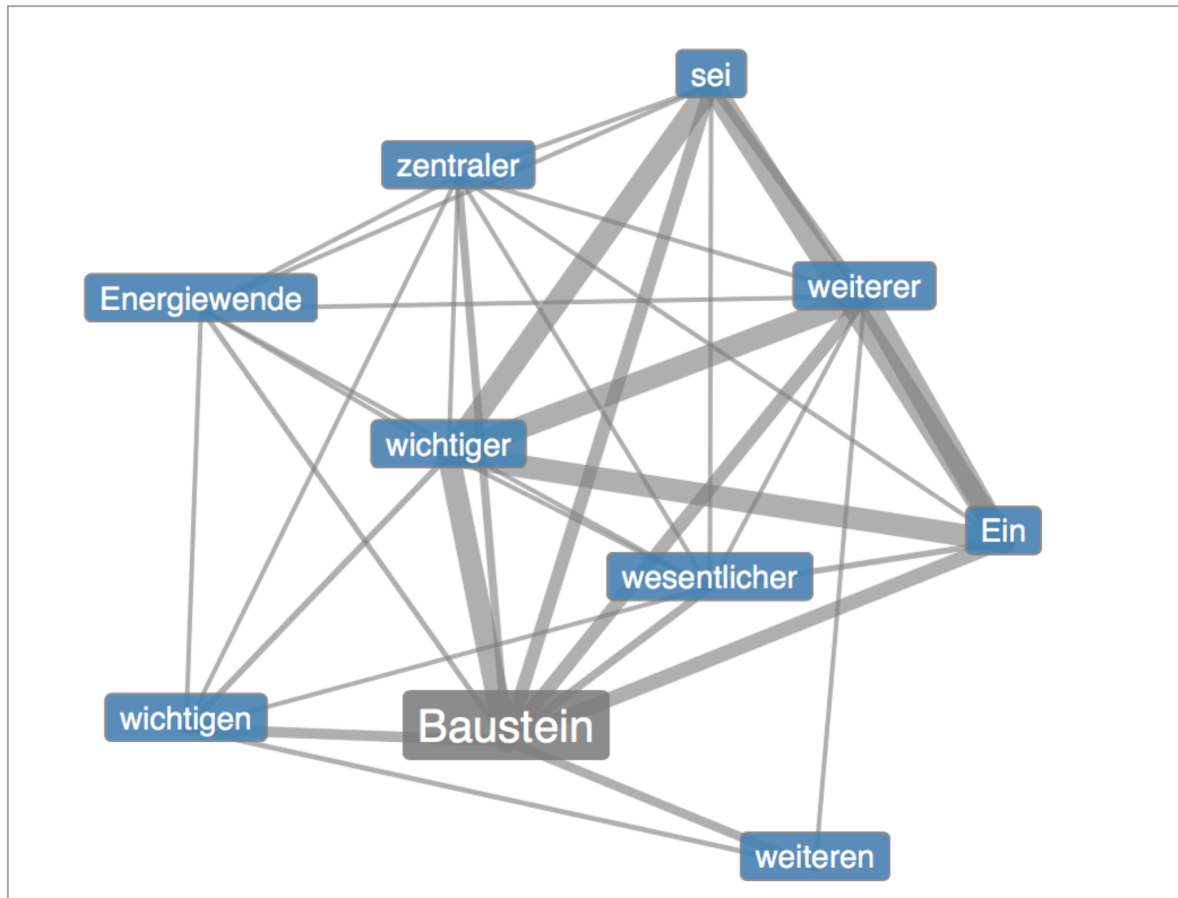 sei
zentraler
Energiewende
weiterer
wichtiger
Ein
wesentlicher
wichtigen
Baustein
weiteren